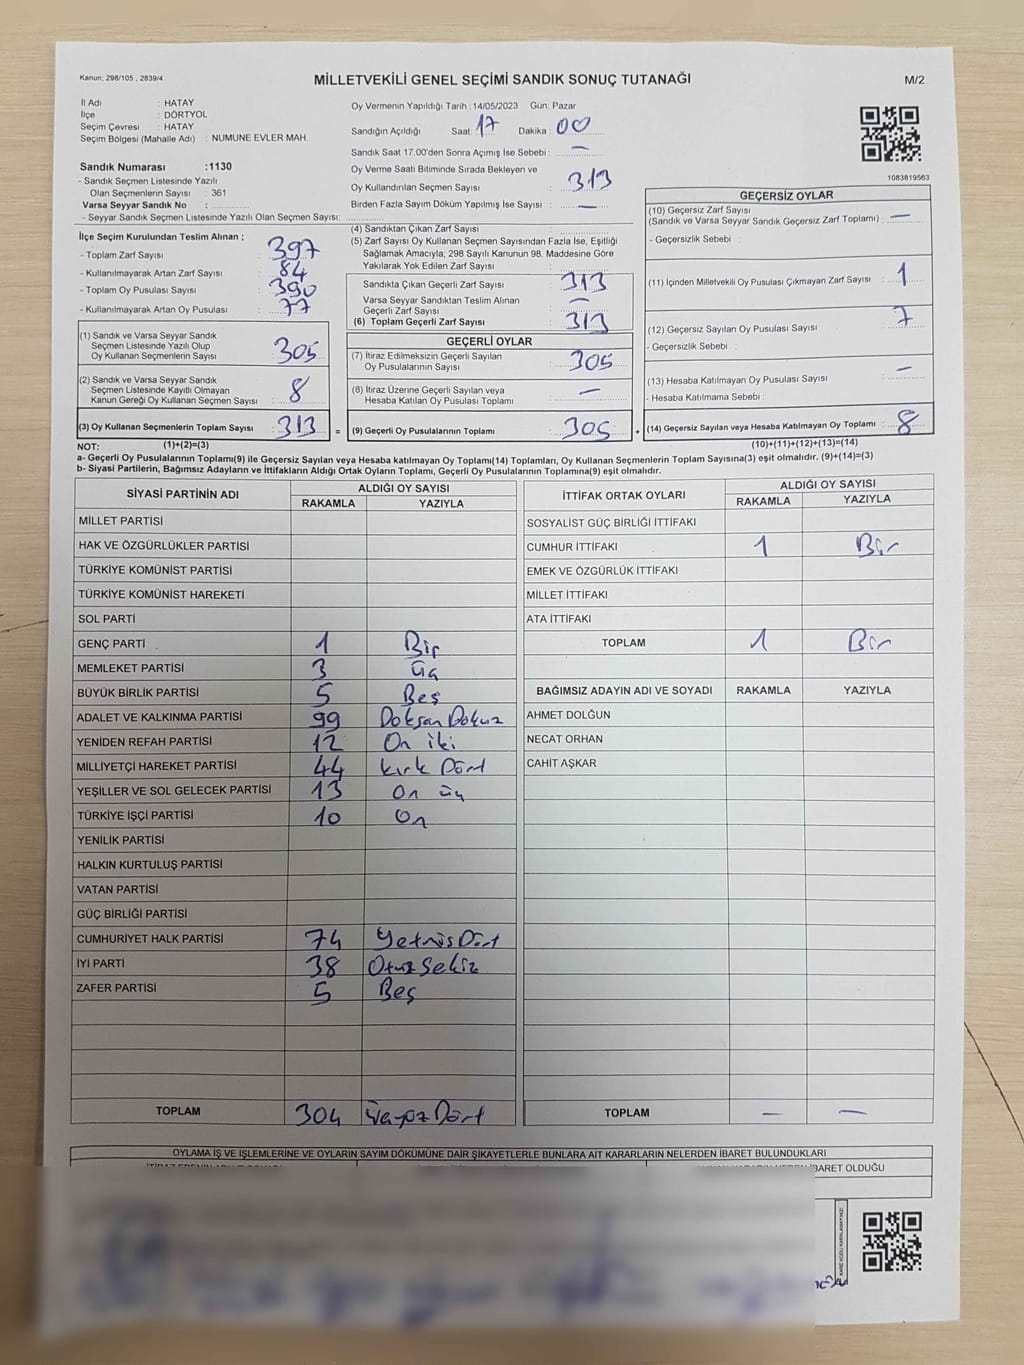 Kanun; 298/105 , 2839/4
MİLLETVEKİLİ GENEL SEÇİMİ SANDIK SONUÇ TUTANAĞI
M/2
İl Adı : HATAY
İlçe : DÖRTYOL
Seçim Çevresi : HATAY
Seçim Bölgesi (Mahalle Adı) : NUMUNE EVLER MAH.
Sandık Numarası :1130
- Sandık Seçmen Listesinde Yazılı
Olan Seçmenlerin Sayısı : 361
Varsa Seyyar Sandık No :
- Seyyar Sandık Seçmen Listesinde Yazılı Olan Seçmen Sayısı:
Oy Vermenin Yapıldığı Tarih :14/05/2023 Gün: Pazar
Sandığın Açıldığı Saat: 17 Dakika: 00
Sandık Saat 17:00'den Sonra Açımış İse Sebebi : —
Oy Verme Saati Bitiminde Sırada Bekleyen ve
Oy Kullandırılan Seçmen Sayısı : 313
Birden Fazla Sayım Döküm Yapılmış İse Sayısı : —
1083819563
İlçe Seçim Kurulundan Teslim Alınan ;
- Toplam Zarf Sayısı : 397
- Kullanılmayarak Artan Zarf Sayısı : 84
- Toplam Oy Pusulası Sayısı : 390
- Kullanılmayarak Artan Oy Pusulası : 77
(1) Sandık ve Varsa Seyyar Sandık
Seçmen Listesinde Yazılı Olup
Oy Kullanan Seçmenlerin Sayısı : 305
(2) Sandık ve Varsa Seyyar Sandık
Seçmen Listesinde Kayıtlı Olmayan
Kanun Gereği Oy Kullanan Seçmen Sayısı : 8
(3) Oy Kullanan Seçmenlerin Toplam Sayısı : 313 =
(4) Sandıktan Çıkan Zarf Sayısı :
(5) Zarf Sayısı Oy Kullanan Seçmen Sayısından Fazla İse, Eşitliği
Sağlamak Amacıyla; 298 Sayılı Kanunun 98. Maddesine Göre
Yakılarak Yok Edilen Zarf Sayısı :
Sandıkta Çıkan Geçerli Zarf Sayısı : 313
Varsa Seyyar Sandıktan Teslim Alınan
Geçerli Zarf Sayısı : —
(6) Toplam Geçerli Zarf Sayısı : 313
GEÇERLİ OYLAR
(7) İtiraz Edilmeksizin Geçerli Sayılan
Oy Pusulalarının Sayısı : 305
(8) İtiraz Üzerine Geçerli Sayılan veya
Hesaba Katılan Oy Pusulası Toplamı : —
(9) Geçerli Oy Pusulalarının Toplamı : 305 +
GEÇERSİZ OYLAR
(10) Geçersiz Zarf Sayısı
(Sandık ve Varsa Seyyar Sandık Geçersiz Zarf Toplamı) : —
- Geçersizlik Sebebi :
(11) İçinden Milletvekili Oy Pusulası Çıkmayan Zarf Sayısı : 1
(12) Geçersiz Sayılan Oy Pusulası Sayısı : 7
- Geçersizlik Sebebi :
(13) Hesaba Katılmayan Oy Pusulası Sayısı : —
- Hesaba Katılmama Sebebi :
(14) Geçersiz Sayılan veya Hesaba Katılmayan Oy Toplamı : 8
NOT: (1)+(2)=(3) (10)+(11)+(12)+(13)=(14)
a- Geçerli Oy Pusulalarının Toplamı(9) ile Geçersiz Sayılan veya Hesaba katılmayan Oy Toplamı(14) Toplamları, Oy Kullanan Seçmenlerin Toplam Sayısına(3) eşit olmalıdır. (9)+(14)=(3)
b- Siyasi Partilerin, Bağımsız Adayların ve İttifakların Aldığı Ortak Oyların Toplamı, Geçerli Oy Pusulalarının Toplamına(9) eşit olmalıdır.
SİYASİ PARTİNİN ADI ALDIĞI OY SAYISI
RAKAMLA YAZIYLA
MİLLET PARTİSİ
HAK VE ÖZGÜRLÜKLER PARTİSİ
TÜRKİYE KOMÜNİST PARTİSİ
TÜRKİYE KOMÜNİST HAREKETİ
SOL PARTİ
GENÇ PARTİ 1 Bir
MEMLEKET PARTİSİ 3 Üç
BÜYÜK BİRLİK PARTİSİ 5 Beş
ADALET VE KALKINMA PARTİSİ 99 Doksan Dokuz
YENİDEN REFAH PARTİSİ 12 On iki
MİLLİYETÇİ HAREKET PARTİSİ 44 kırk Dört
YEŞİLLER VE SOL GELECEK PARTİSİ 13 On üç
TÜRKİYE İŞÇİ PARTİSİ 10 On
YENİLİK PARTİSİ
HALKIN KURTULUŞ PARTİSİ
VATAN PARTİSİ
GÜÇ BİRLİĞİ PARTİSİ
CUMHURİYET HALK PARTİSİ 74 Yetmiş Dört
İYİ PARTİ 38 Otuz Sekiz
ZAFER PARTİSİ 5 Beş
TOPLAM 304 Üçyüz Dört
İTTİFAK ORTAK OYLARI ALDIĞI OY SAYISI
RAKAMLA YAZIYLA
SOSYALİST GÜÇ BİRLİĞİ İTTİFAKI
CUMHUR İTTİFAKI 1 Bir
EMEK VE ÖZGÜRLÜK İTTİFAKI
MİLLET İTTİFAKI
ATA İTTİFAKI
TOPLAM 1 Bir
BAĞIMSIZ ADAYIN ADI VE SOYADI RAKAMLA YAZIYLA
AHMET DOLĞUN
NECAT ORHAN
CAHİT AŞKAR
TOPLAM — —
OYLAMA İŞ VE İŞLEMLERİNE VE OYLARIN SAYIM DÖKÜMÜNE DAİR ŞİKAYETLERLE BUNLARA AİT KARARLARIN NELERDEN İBARET BULUNDUKLARI
İBARET OLDUĞU